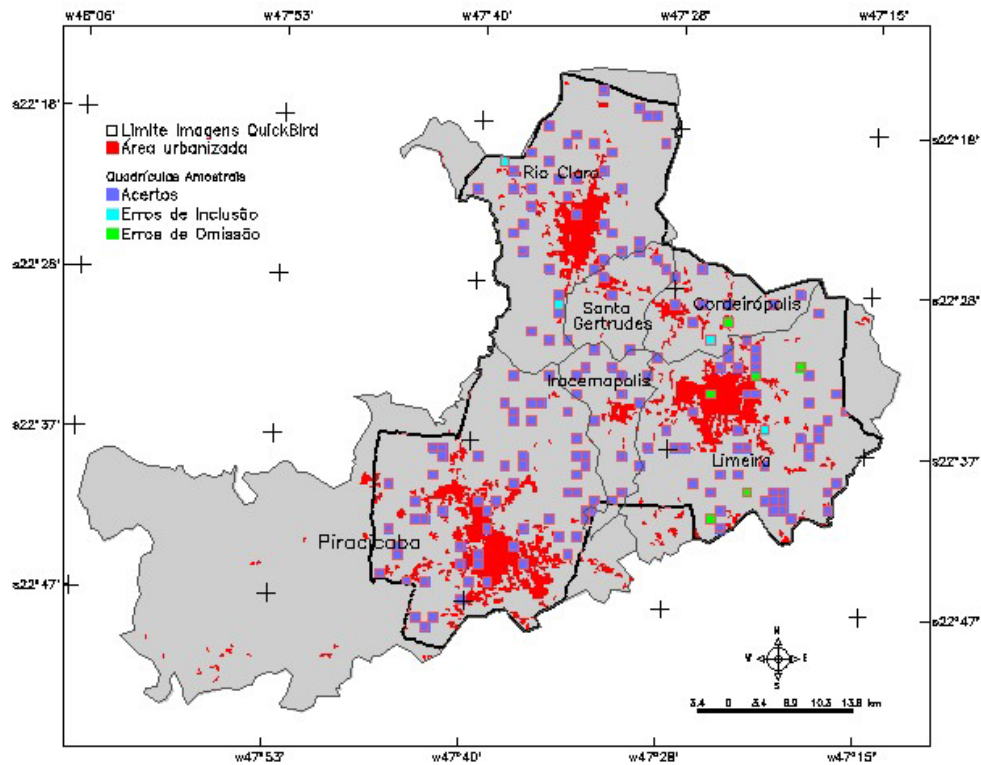 w48°06' w47°53' w47°40' w47°28' w47°15'
s22°18'
s22°18'
Limite Imagens QuickBird
Área urbanizada
Quadrículas Amostrais
Acertos
Erros de Inclusão
Erros de Omissão
Rio Claro
s22°28'
s22°28'
Santa
Gertrudes
Cordeirópolis
Iracemapolis
s22°37'
s22°37'
Limeira
Piracicaba
s22°47'
s22°47'
N
W E
S
3.4 0 3.4 6.9 10.3 13.8 km
w47°53' w47°40' w47°28' w47°15'